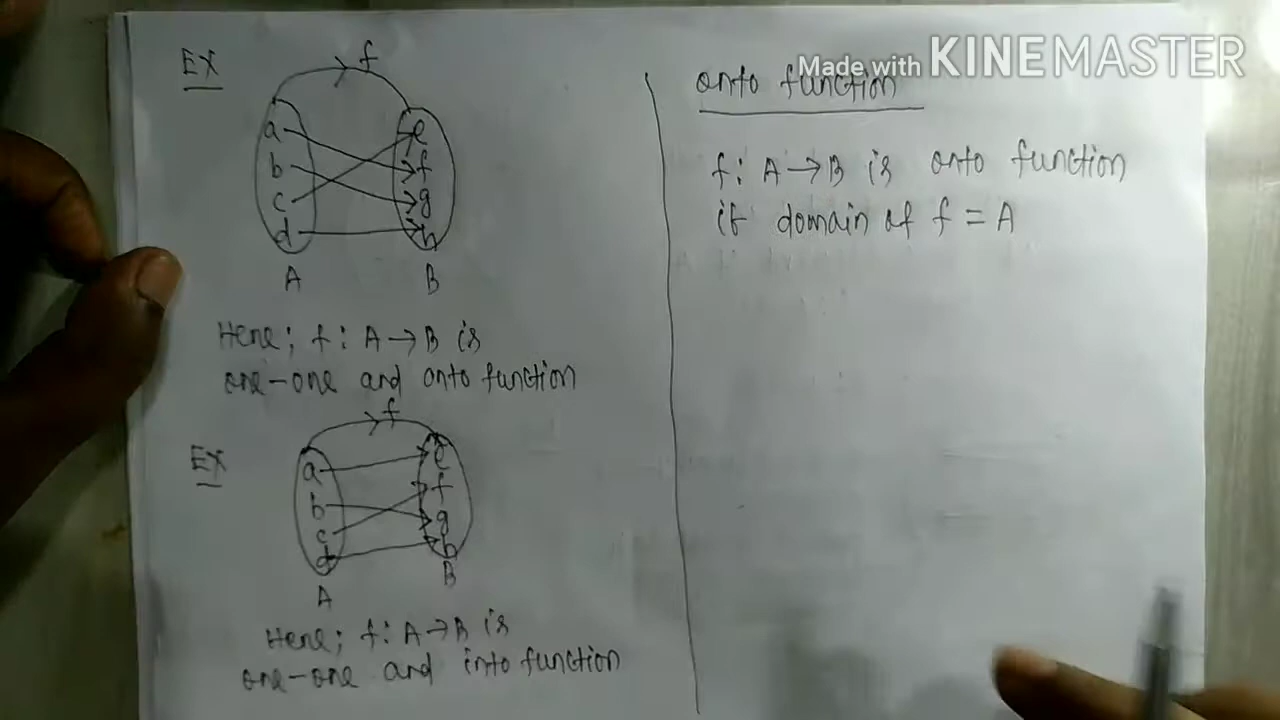 Ex
f
a
b
c
d
e
f
g
h
A
B
Here; f: A → B is
one-one and onto function
Ex
f
a
b
c
d
e
f
g
h
A
B
Here; f: A → B is
one-one and into function
Made with KINEMASTER
onto function
f: A → B is onto function
if domain of f = A